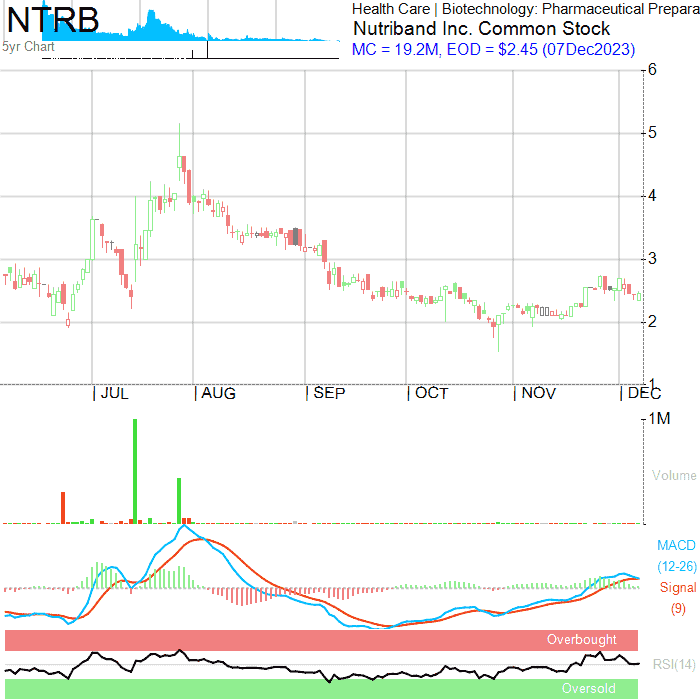 NTRB
5yr Chart
Health Care | Biotechnology: Pharmaceutical Prepara
Nutriband Inc. Common Stock
MC = 19.2M, EOD = $2.45 (07Dec2023)
6
5
4
3
2
1
JUL AUG SEP OCT NOV DEC
1M
Volume
MACD
(12-26)
Signal
(9)
Overbought
RSI(14)
Oversold